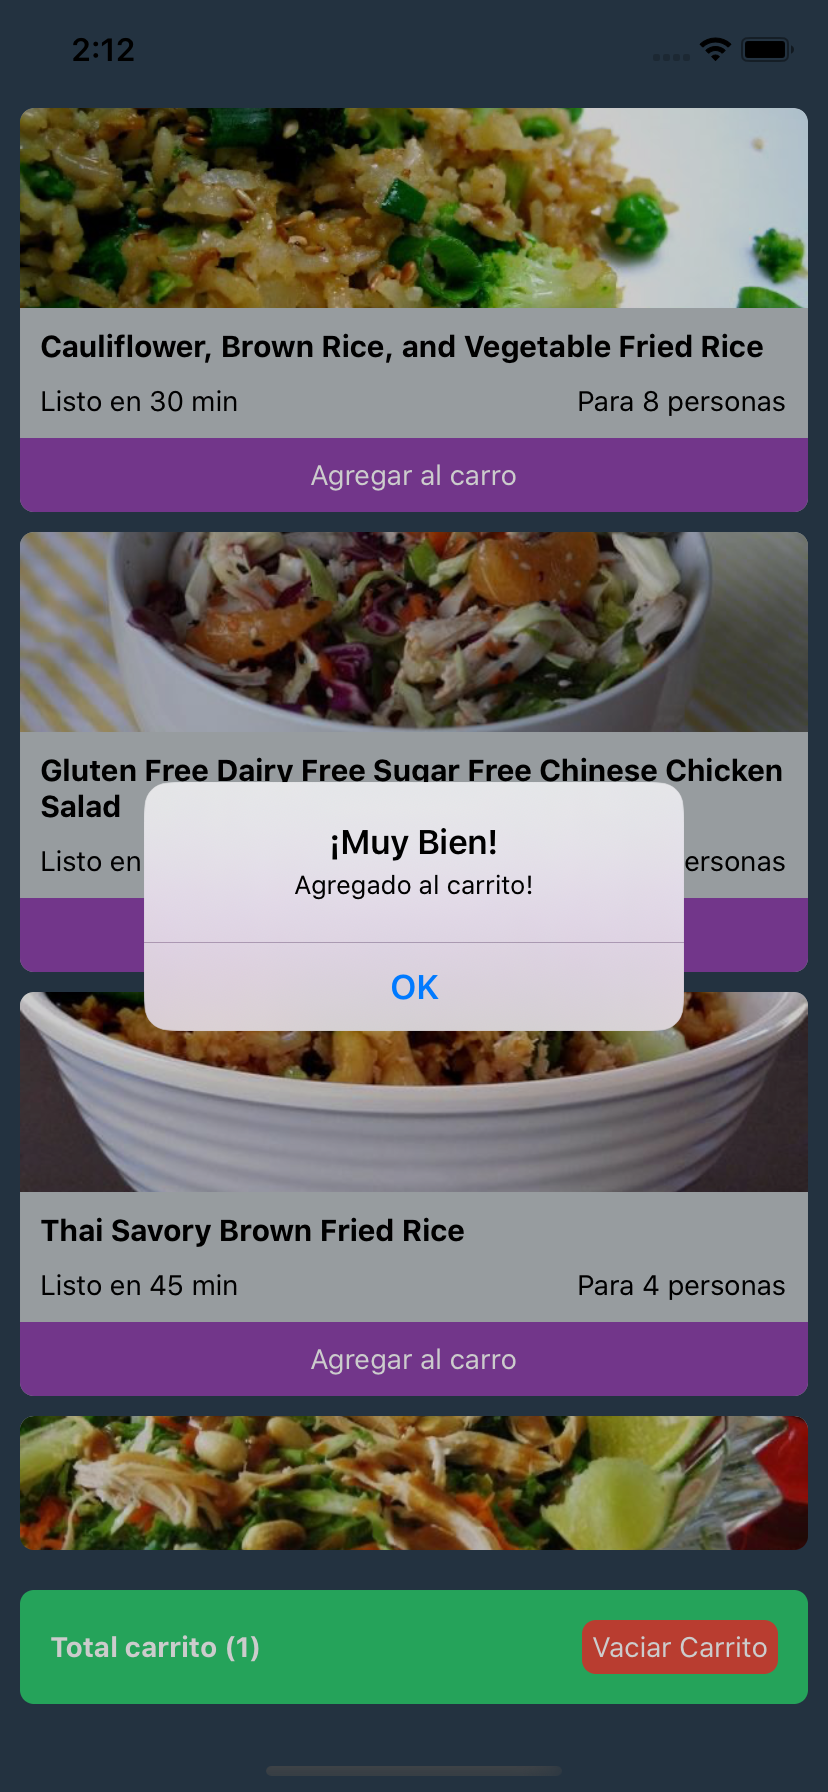 2:12
Cauliflower, Brown Rice, and Vegetable Fried Rice
Listo en 30 min
Para 8 personas
Agregar al carro
Gluten Free Dairy Free Sugar Free Chinese Chicken
Salad
Listo en
ersonas
¡Muy Bien!
Agregado al carrito!
OK
Thai Savory Brown Fried Rice
Listo en 45 min
Para 4 personas
Agregar al carro
Total carrito (1)
Vaciar Carrito